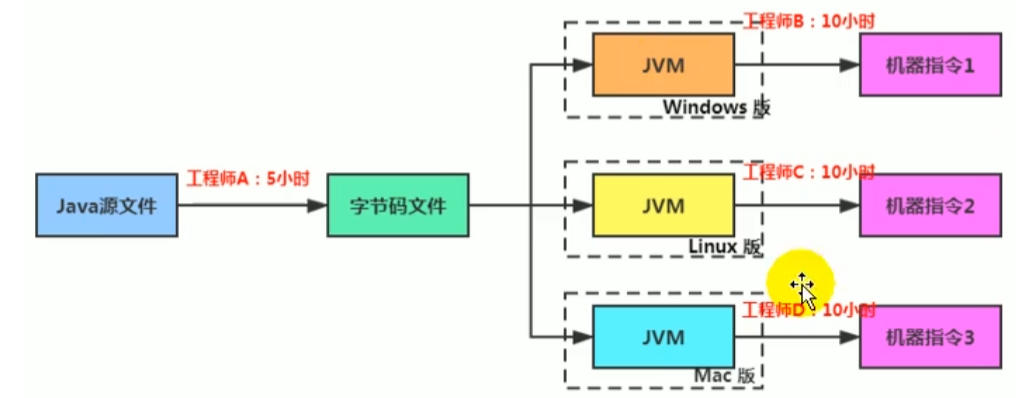 工程师B：10小时
JVM
机器指令1
Windows 版
工程师A：5小时
工程师C：10小时
Java源文件
字节码文件
JVM
机器指令2
Linux 版
工程师D：10小时
JVM
机器指令3
Mac 版